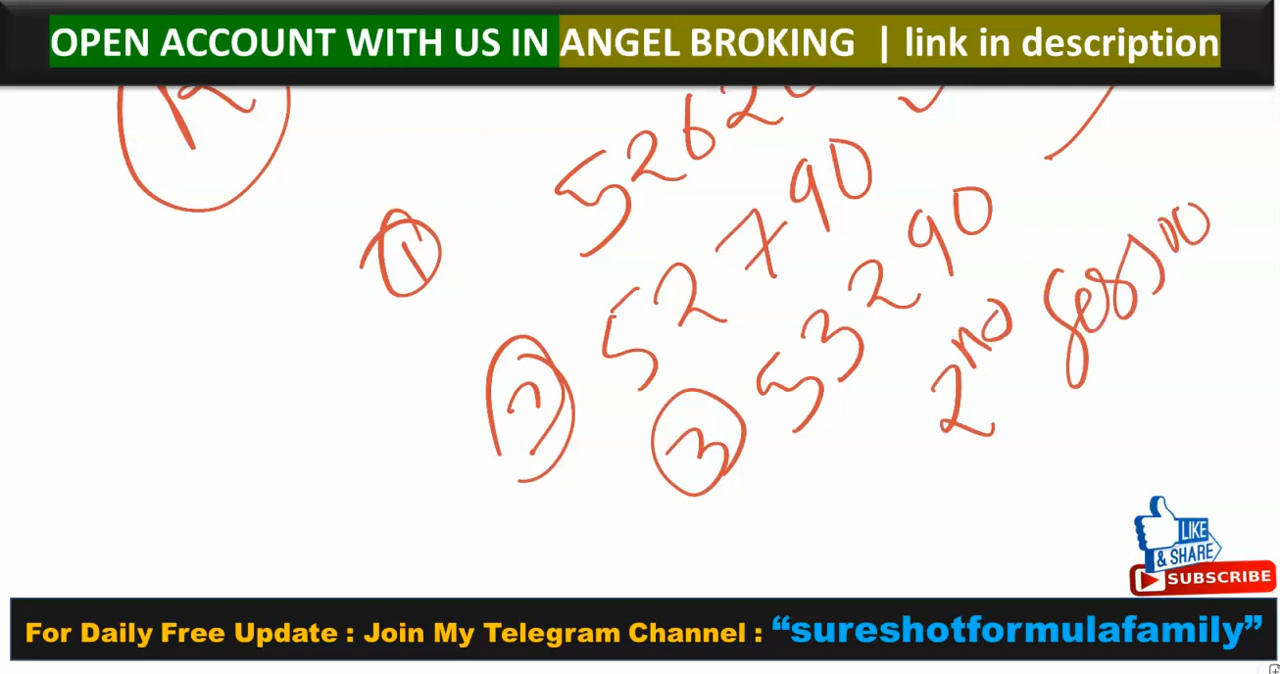 OPEN ACCOUNT WITH US IN ANGEL BROKING | link in description
R
① 52620
② 52790
③ 53290
2nd
LIKE
& SHARE
SUBSCRIBE
For Daily Free Update : Join My Telegram Channel : “sureshotformulafamily”